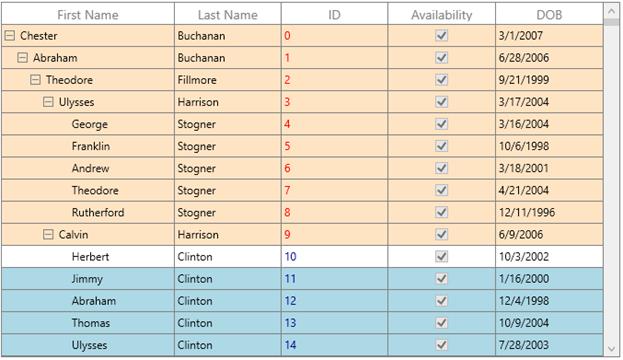 First Name Last Name ID Availability DOB
Chester Buchanan 0 3/1/2007
Abraham Buchanan 1 6/28/2006
Theodore Fillmore 2 9/21/1999
Ulysses Harrison 3 3/17/2004
George Stogner 4 3/16/2004
Franklin Stogner 5 10/6/1998
Andrew Stogner 6 3/18/2001
Theodore Stogner 7 4/21/2004
Rutherford Stogner 8 12/11/1996
Calvin Harrison 9 6/9/2006
Herbert Clinton 10 10/3/2002
Jimmy Clinton 11 1/16/2000
Abraham Clinton 12 12/4/1998
Thomas Clinton 13 10/9/2004
Ulysses Clinton 14 7/28/2003